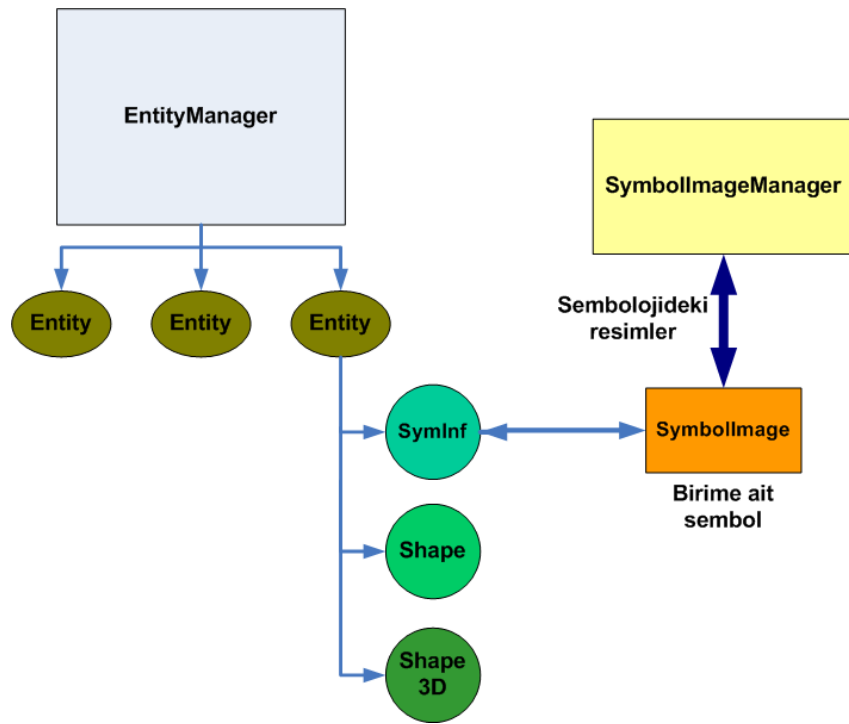 EntityManager
SymbolImageManager
Entity
Entity
Entity
Sembolojideki
resimler
SymInf
SymbolImage
Birime ait
sembol
Shape
Shape
3D